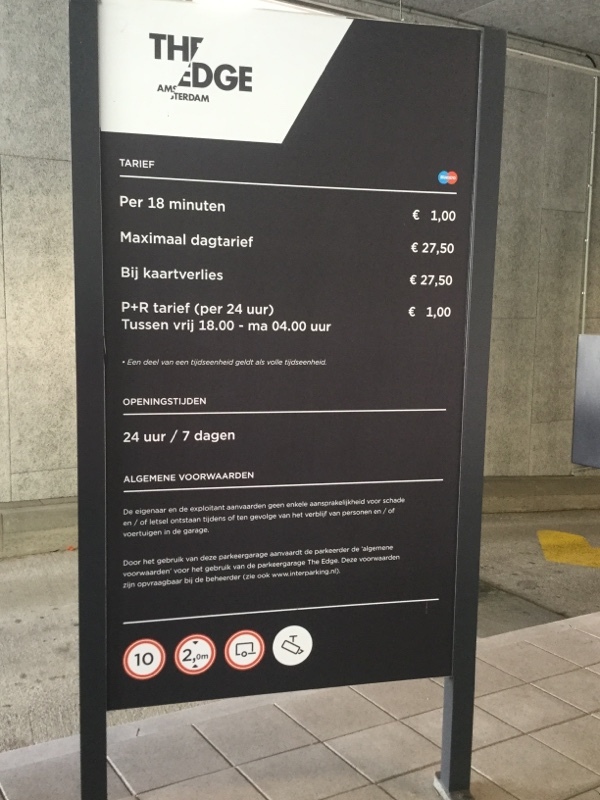 THE
EDGE
AMSTERDAM
TARIEF
Maestro
Per 18 minuten € 1,00
Maximaal dagtarief € 27,50
Bij kaartverlies € 27,50
P+R tarief (per 24 uur) € 1,00
Tussen vrij 18.00 - ma 04.00 uur
• Een deel van een tijdseenheid geldt als volle tijdseenheid.
OPENINGSTIJDEN
24 uur / 7 dagen
ALGEMENE VOORWAARDEN
De eigenaar en de exploitant aanvaarden geen enkele aansprakelijkheid voor schade
en / of letsel ontstaan tijdens of ten gevolge van het verblijf van personen en / of
voertuigen in de garage.
Door het gebruik van deze parkeergarage aanvaardt de parkeerder de 'algemene
voorwaarden' voor het gebruik van de parkeergarage The Edge. Deze voorwaarden
zijn opvraagbaar bij de beheerder (zie ook www.interparking.nl).
10 2,0m